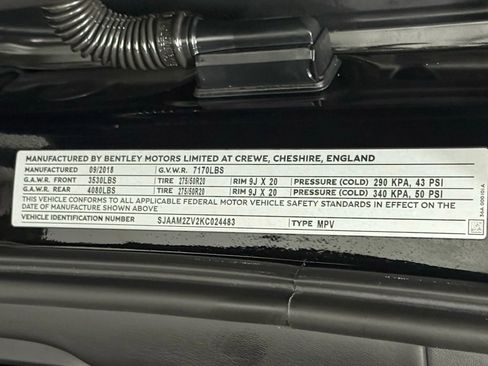 MANUFACTURED BY BENTLEY MOTORS LIMITED AT CREWE, CHESHIRE, ENGLAND
09/2018 G.V.W.R. 7170LBS
G.A.W.R. FRONT 3530LBS TIRE 275/50R20 RIM 9J X 20 PRESSURE (COLD) 290 KPA, 43 PSI
G.A.W.R. REAR 4080LBS TIRE 275/50R20 RIM 9J X 20 PRESSURE (COLD) 340 KPA, 50 PSI
THIS VEHICLE CONFORMS TO ALL APPLICABLE FEDERAL MOTOR VEHICLE SAFETY STANDARDS IN EFFECT ON THE
DATE OF MANUFACTURE SHOWN ABOVE
VEHICLE IDENTIFICATION NUMBER SJAAM2ZV2KC024483 TYPE MPV